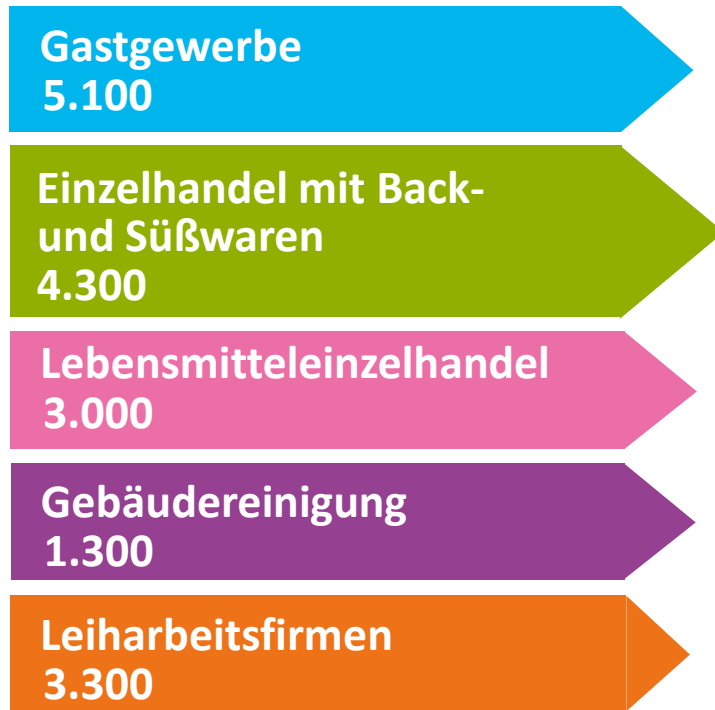 Gastgewerbe
5.100
Einzelhandel mit Back-
und Süßwaren
4.300
Lebensmitteleinzelhandel
3.000
Gebäudereinigung
1.300
Leiharbeitsfirmen
3.300